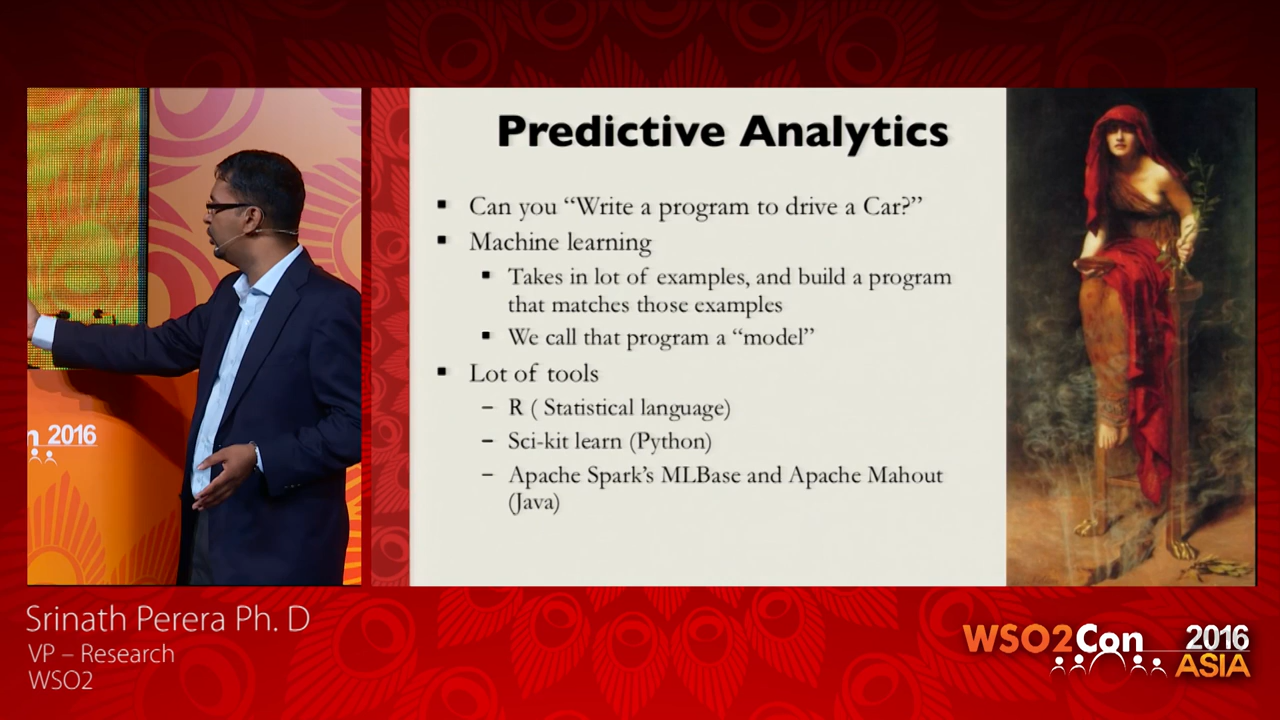 Predictive Analytics
Can you “Write a program to drive a Car?”
Machine learning
Takes in lot of examples, and build a program
that matches those examples
We call that program a “model”
Lot of tools
– R ( Statistical language)
– Sci-kit learn (Python)
– Apache Spark’s MLBase and Apache Mahout
(Java)
n 2016
Srinath Perera Ph. D
VP – Research
WSO2
WSO2Con 2016
ASIA